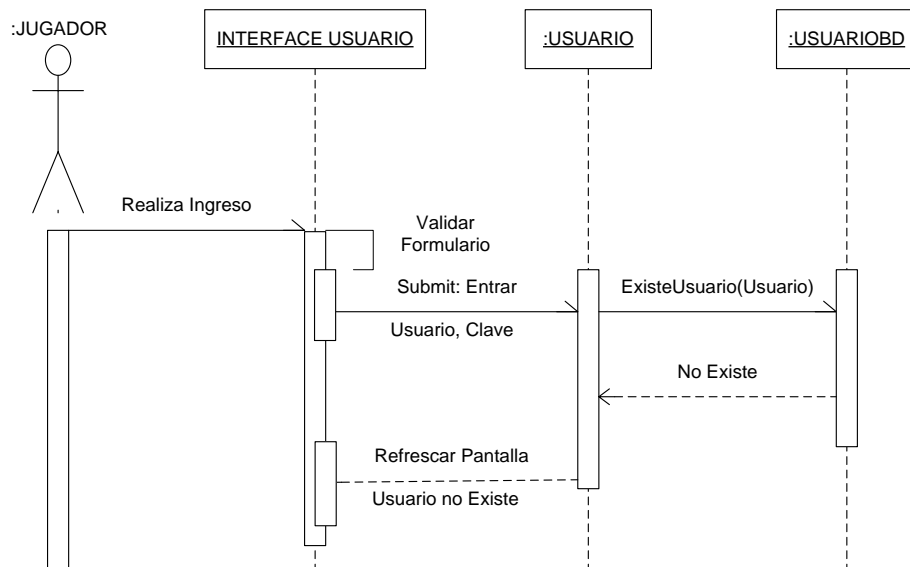 :JUGADOR
INTERFACE USUARIO
:USUARIO
:USUARIOBD
Realiza Ingreso
Validar
Formulario
Submit: Entrar
Usuario, Clave
ExisteUsuario(Usuario)
No Existe
Refrescar Pantalla
Usuario no Existe